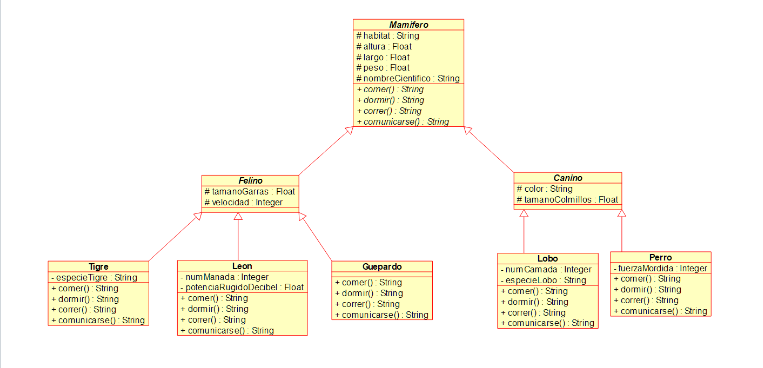 Mamifero
# habitat : String
# altura : Float
# largo : Float
# peso : Float
# nombreCientifico : String
+ comer() : String
+ dormir() : String
+ correr() : String
+ comunicarse() : String
Felino
# tamanoGarras : Float
# velocidad : Integer
Canino
# color : String
# tamanoColmillos : Float
Tigre
- especieTigre : String
+ comer() : String
+ dormir() : String
+ correr() : String
+ comunicarse() : String
Leon
- numManada : Integer
- potenciaRugidoDecibel : Float
+ comer() : String
+ dormir() : String
+ correr() : String
+ comunicarse() : String
Guepardo
+ comer() : String
+ dormir() : String
+ correr() : String
+ comunicarse() : String
Lobo
- numCamada : Integer
- especieLobo : String
+ comer() : String
+ dormir() : String
+ correr() : String
+ comunicarse() : String
Perro
- fuerzaMordida : Integer
+ comer() : String
+ dormir() : String
+ correr() : String
+ comunicarse() : String